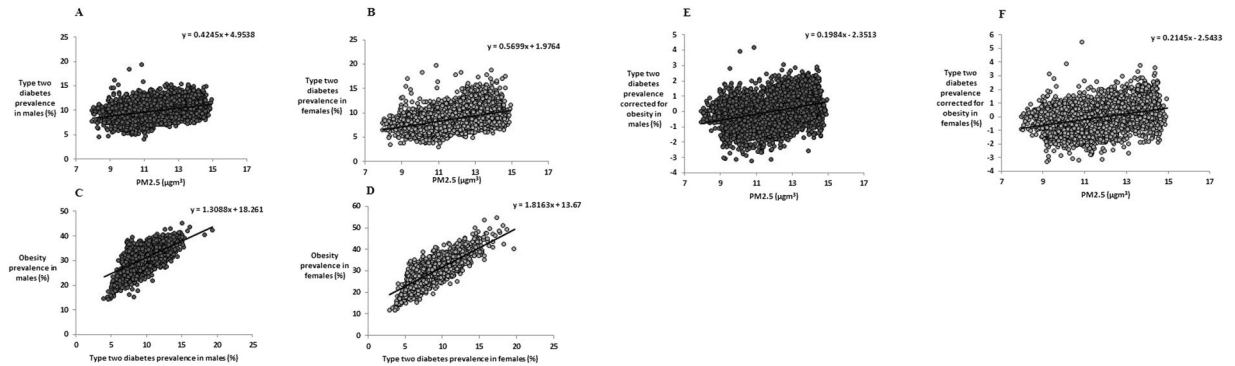 A
y = 0.4245x + 4.9538
25
20
15
10
5
0
Type two
diabetes
prevalence
in males (%)
7 9 11 13 15 17
PM2.5 (µgm³)
B
y = 0.5699x + 1.9764
25
20
15
10
5
0
Type two
diabetes
prevalence in
females (%)
7 9 11 13 15 17
PM2.5 (µgm³)
E
y = 0.1984x - 2.3513
5
4
3
2
1
0
-1
-2
-3
-4
Type two
diabetes
prevalence
corrected for
obesity in
males (%)
7 9 11 13 15 17
PM2.5 (µgm³)
F
y = 0.2145x - 2.5433
6
5
4
3
2
1
0
-1
-2
-3
-4
Type two
diabetes
prevalence
corrected for
obesity in
females (%)
7 9 11 13 15 17
PM2.5 (µgm³)
C
y = 1.3088x + 18.261
50
40
30
20
10
0
Obesity
prevalence in
males (%)
0 5 10 15 20 25
Type two diabetes prevalence in males (%)
D
y = 1.8163x + 13.67
60
50
40
30
20
10
0
Obesity
prevalence in
females (%)
0 5 10 15 20 25
Type two diabetes prevalence in females (%)